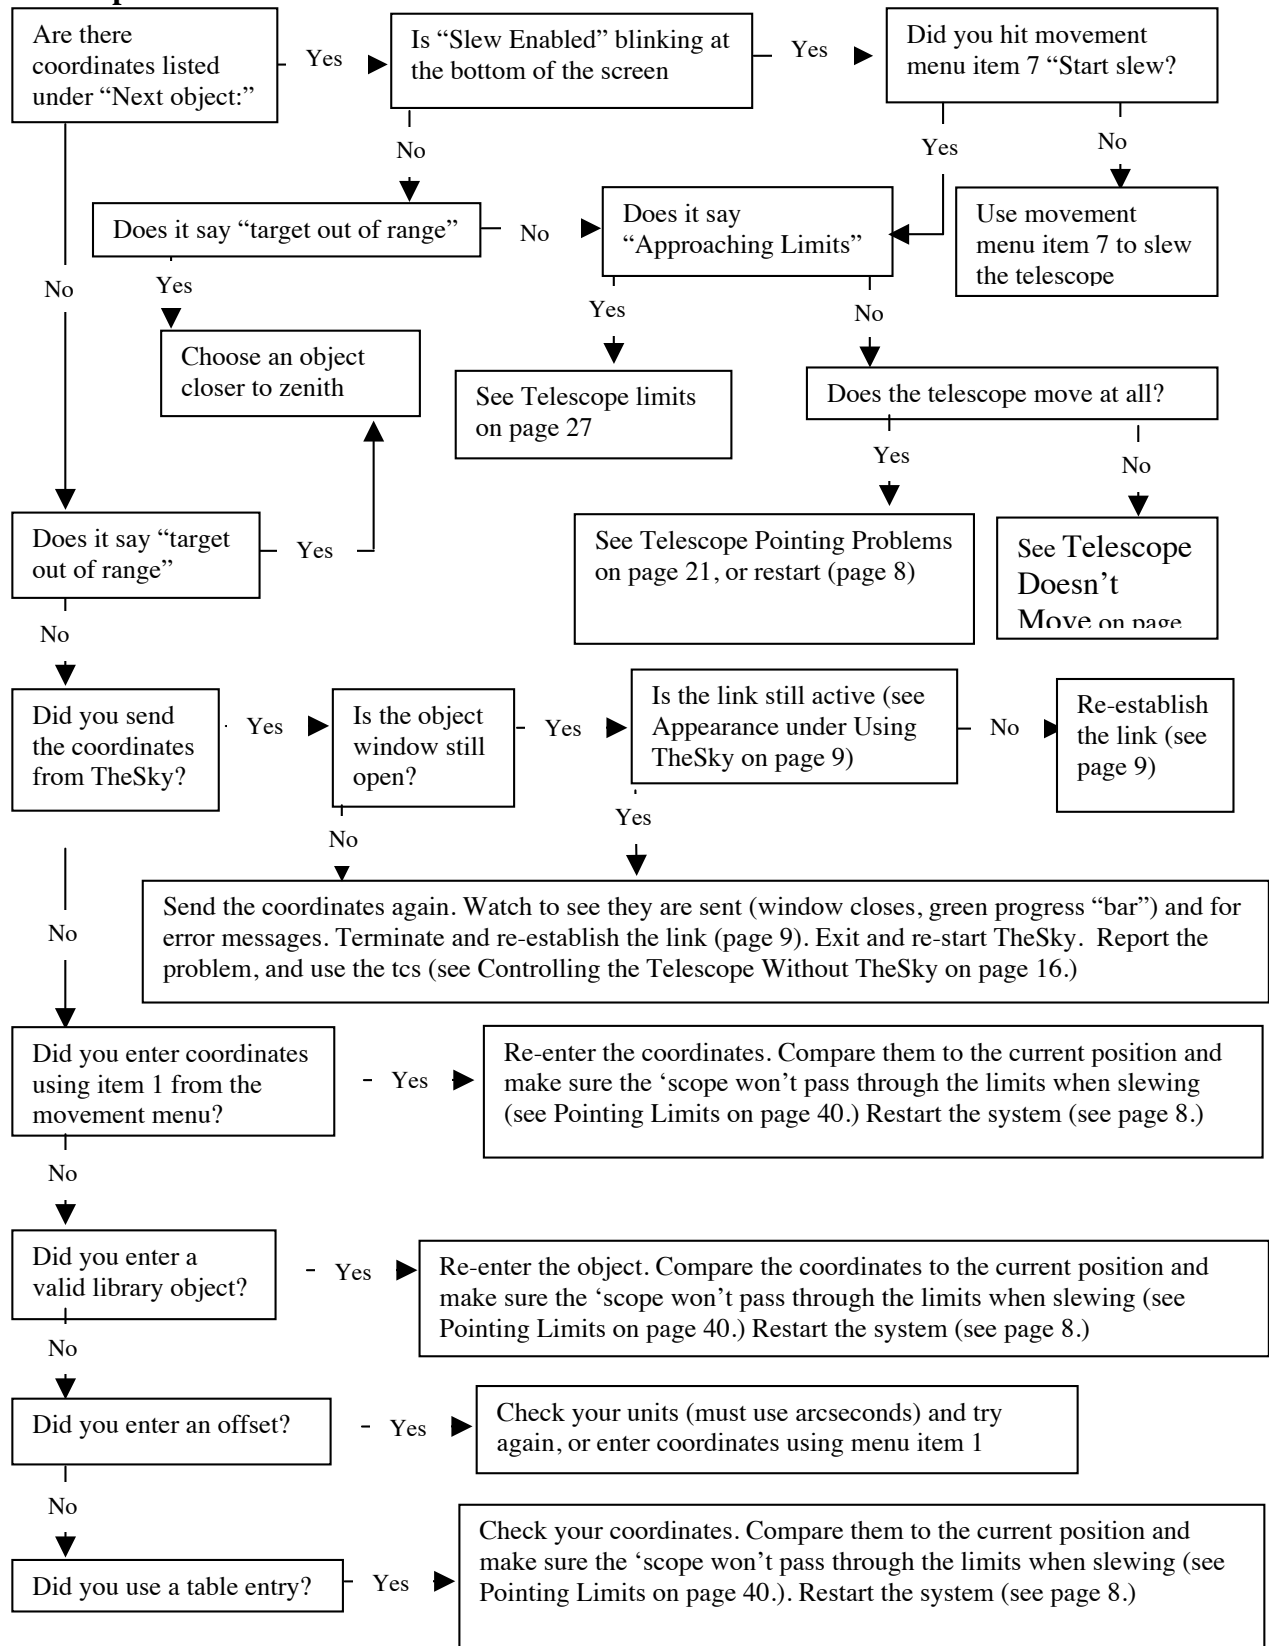 Are there
coordinates listed
under “Next object:”
Yes
Is “Slew Enabled” blinking at
the bottom of the screen
Yes
Did you hit movement
menu item 7 “Start slew?
No
Yes
No
Does it say “target out of range”
No
Does it say
“Approaching Limits”
Use movement
menu item 7 to slew
the telescope
No
Yes
Yes
No
Choose an object
closer to zenith
See Telescope limits
on page 27
Does the telescope move at all?
Yes
No
Does it say “target
out of range”
Yes
See Telescope Pointing Problems
on page 21, or restart (page 8)
See Telescope
Doesn’t
Move on page
No
Did you send
the coordinates
from TheSky?
Yes
Is the object
window still
open?
Yes
Is the link still active (see
Appearance under Using
TheSky on page 9)
No
Re-establish
the link (see
page 9)
No
Yes
No
Send the coordinates again. Watch to see they are sent (window closes, green progress “bar”) and for
error messages. Terminate and re-establish the link (page 9). Exit and re-start TheSky.  Report the
problem, and use the tcs (see Controlling the Telescope Without TheSky on page 16.)
Did you enter coordinates
using item 1 from the
movement menu?
Yes
Re-enter the coordinates. Compare them to the current position and
make sure the ‘scope won’t pass through the limits when slewing
(see Pointing Limits on page 40.) Restart the system (see page 8.)
No
Did you enter a
valid library object?
Yes
Re-enter the object. Compare the coordinates to the current position and
make sure the ‘scope won’t pass through the limits when slewing (see
Pointing Limits on page 40.) Restart the system (see page 8.)
No
Did you enter an offset?
Yes
Check your units (must use arcseconds) and try
again, or enter coordinates using menu item 1
No
Did you use a table entry?
Yes
Check your coordinates. Compare them to the current position and
make sure the ‘scope won’t pass through the limits when slewing (see
Pointing Limits on page 40.). Restart the system (see page 8.)